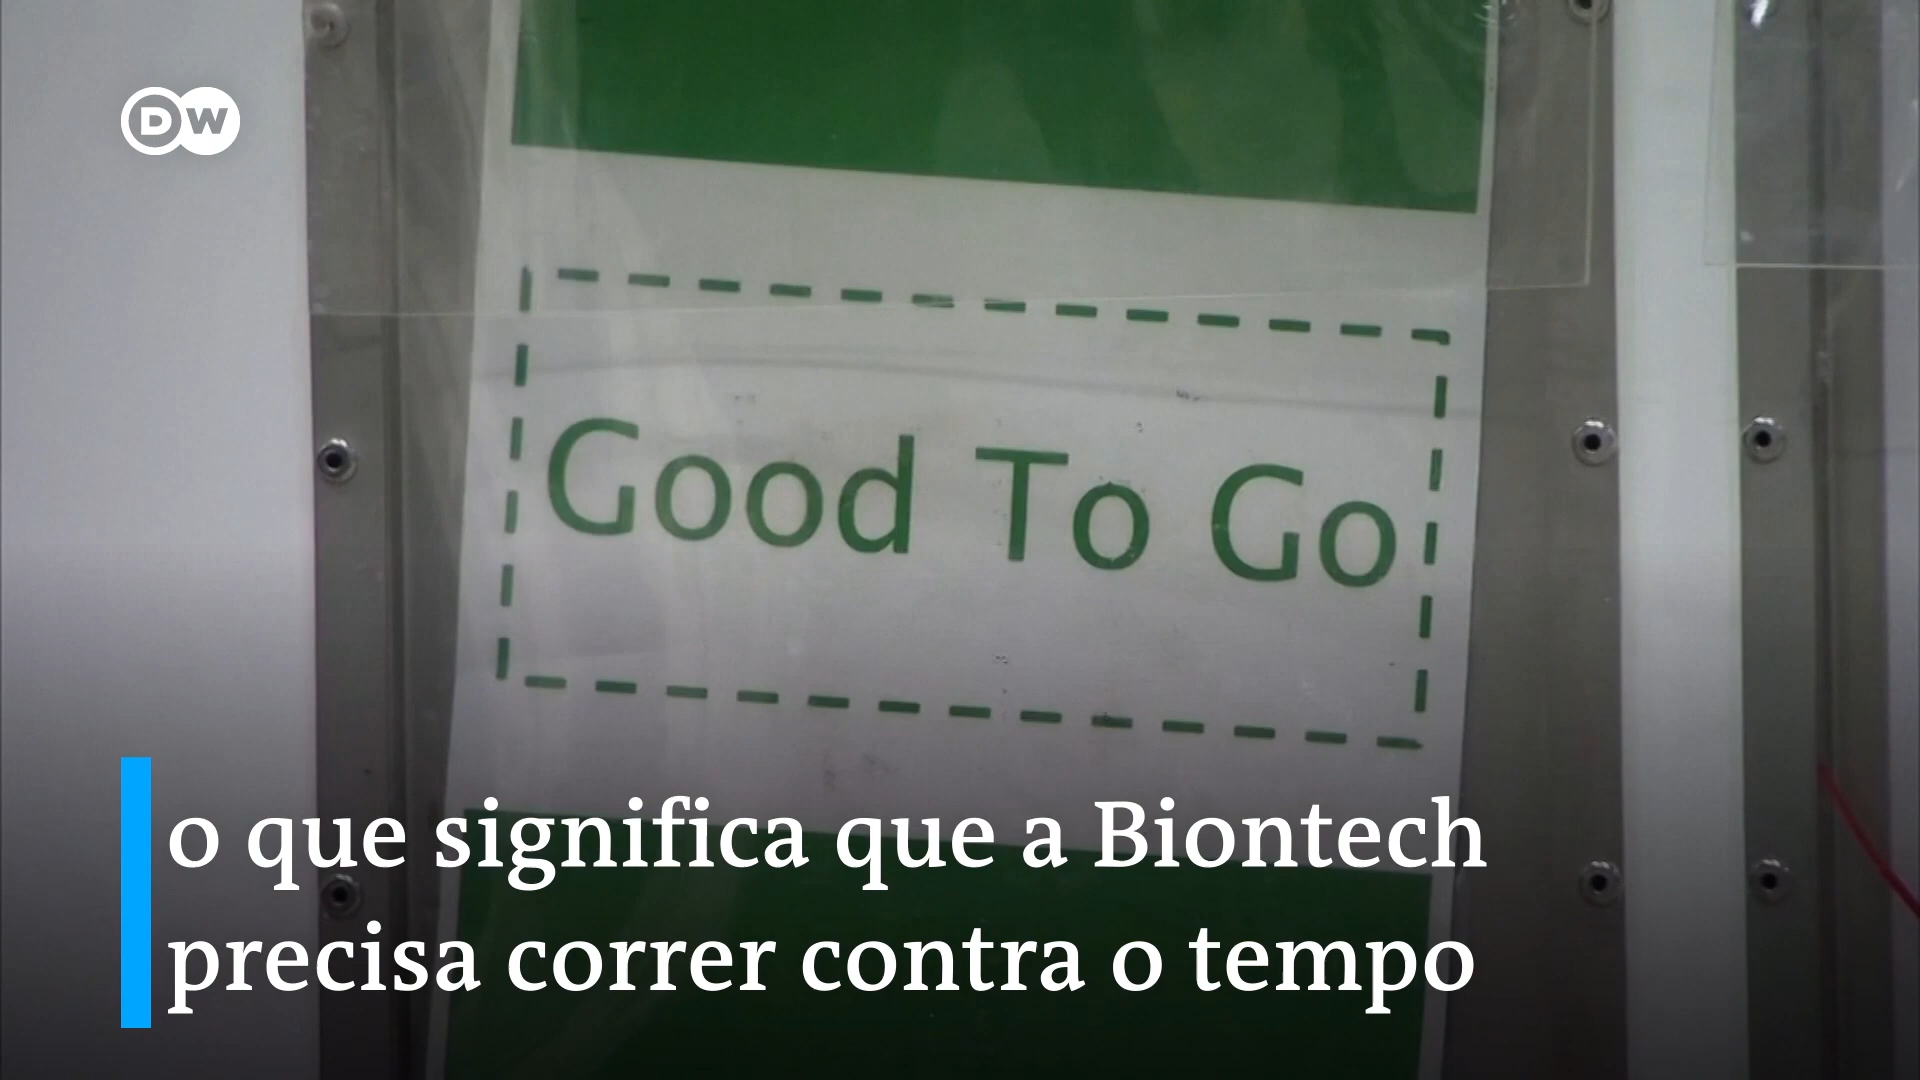 DW
Good To Go
o que significa que a Biontech
precisa correr contra o tempo